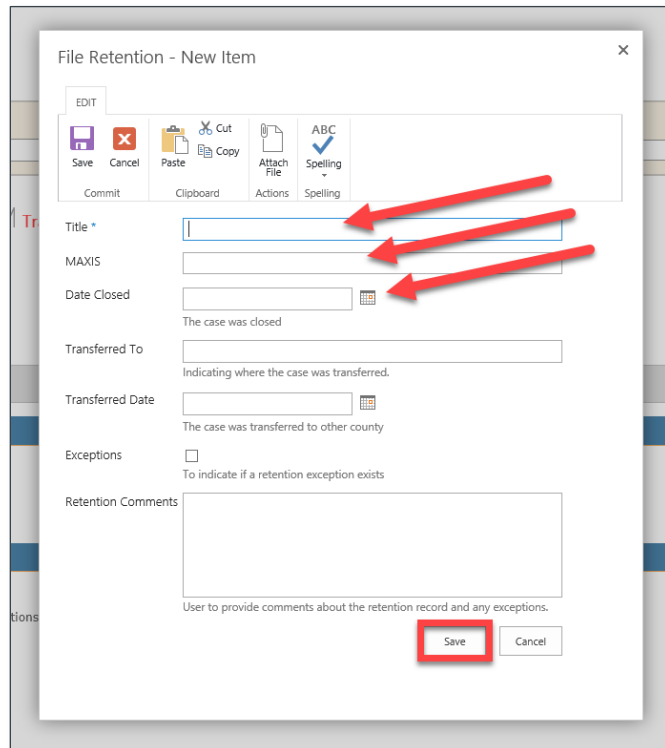 File Retention - New Item
EDIT
Save
Cancel
Paste
Cut
Copy
Attach
File
ABC
Spelling
Commit
Clipboard
Actions
Spelling
Title *
MAXIS
Date Closed
The case was closed
Transferred To
Indicating where the case was transferred.
Transferred Date
The case was transferred to other county
Exceptions
To indicate if a retention exception exists
Retention Comments
User to provide comments about the retention record and any exceptions.
Save
Cancel
tions